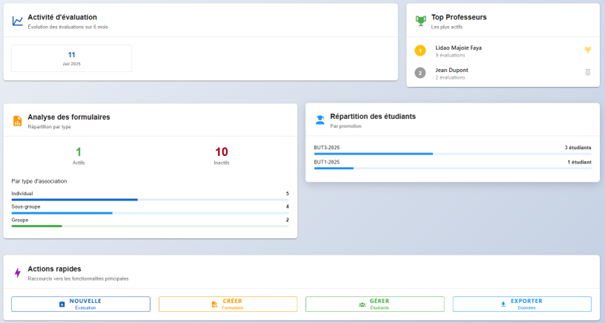 Activité d'évaluation
Évolution des évaluations sur 6 mois
11
Juil 2025
Top Professeurs
Les plus actifs
1
Lidao Majoie Faya
9 évaluations
2
Jean Dupont
2 évaluations
Analyse des formulaires
Répartition par type
1
Actifs
10
Inactifs
Par type d'association
Individual
5
Sous-groupe
4
Groupe
2
Répartition des étudiants
Par promotion
BUT3-2025
3 étudiants
BUT1-2025
1 étudiant
Actions rapides
Raccourcis vers les fonctionnalités principales
NOUVELLE
Évaluation
CRÉER
Formulaire
GÉRER
Étudiants
EXPORTER
Données